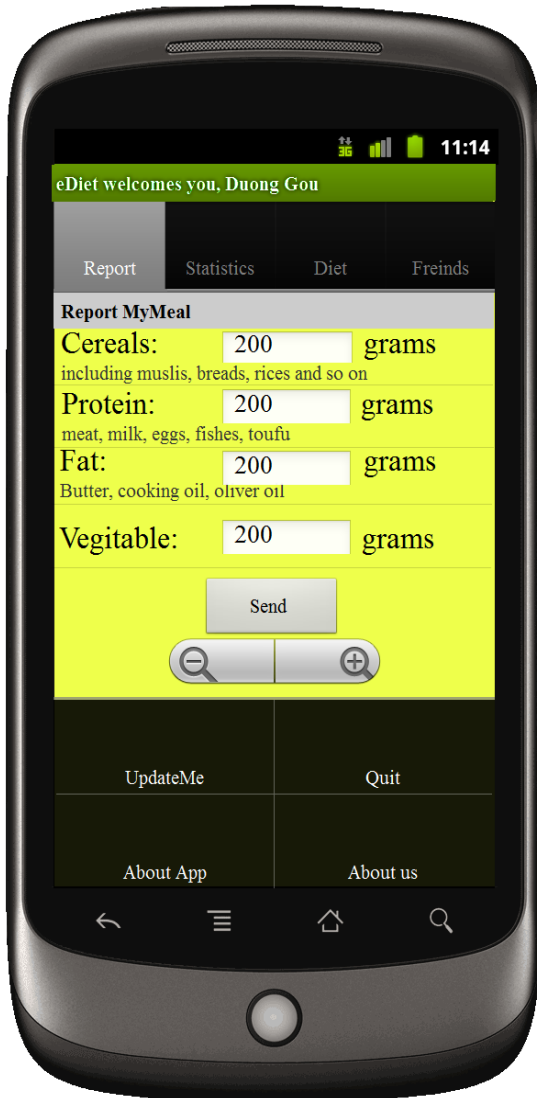 3G 11:14
eDiet welcomes you, Duong Gou
Report Statistics Diet Freinds
Report MyMeal
Cereals: 200 grams
including muslis, breads, rices and so on
Protein: 200 grams
meat, milk, eggs, fishes, toufu
Fat: 200 grams
Butter, cooking oil, oliver oil
Vegitable: 200 grams
Send
UpdateMe Quit
About App About us